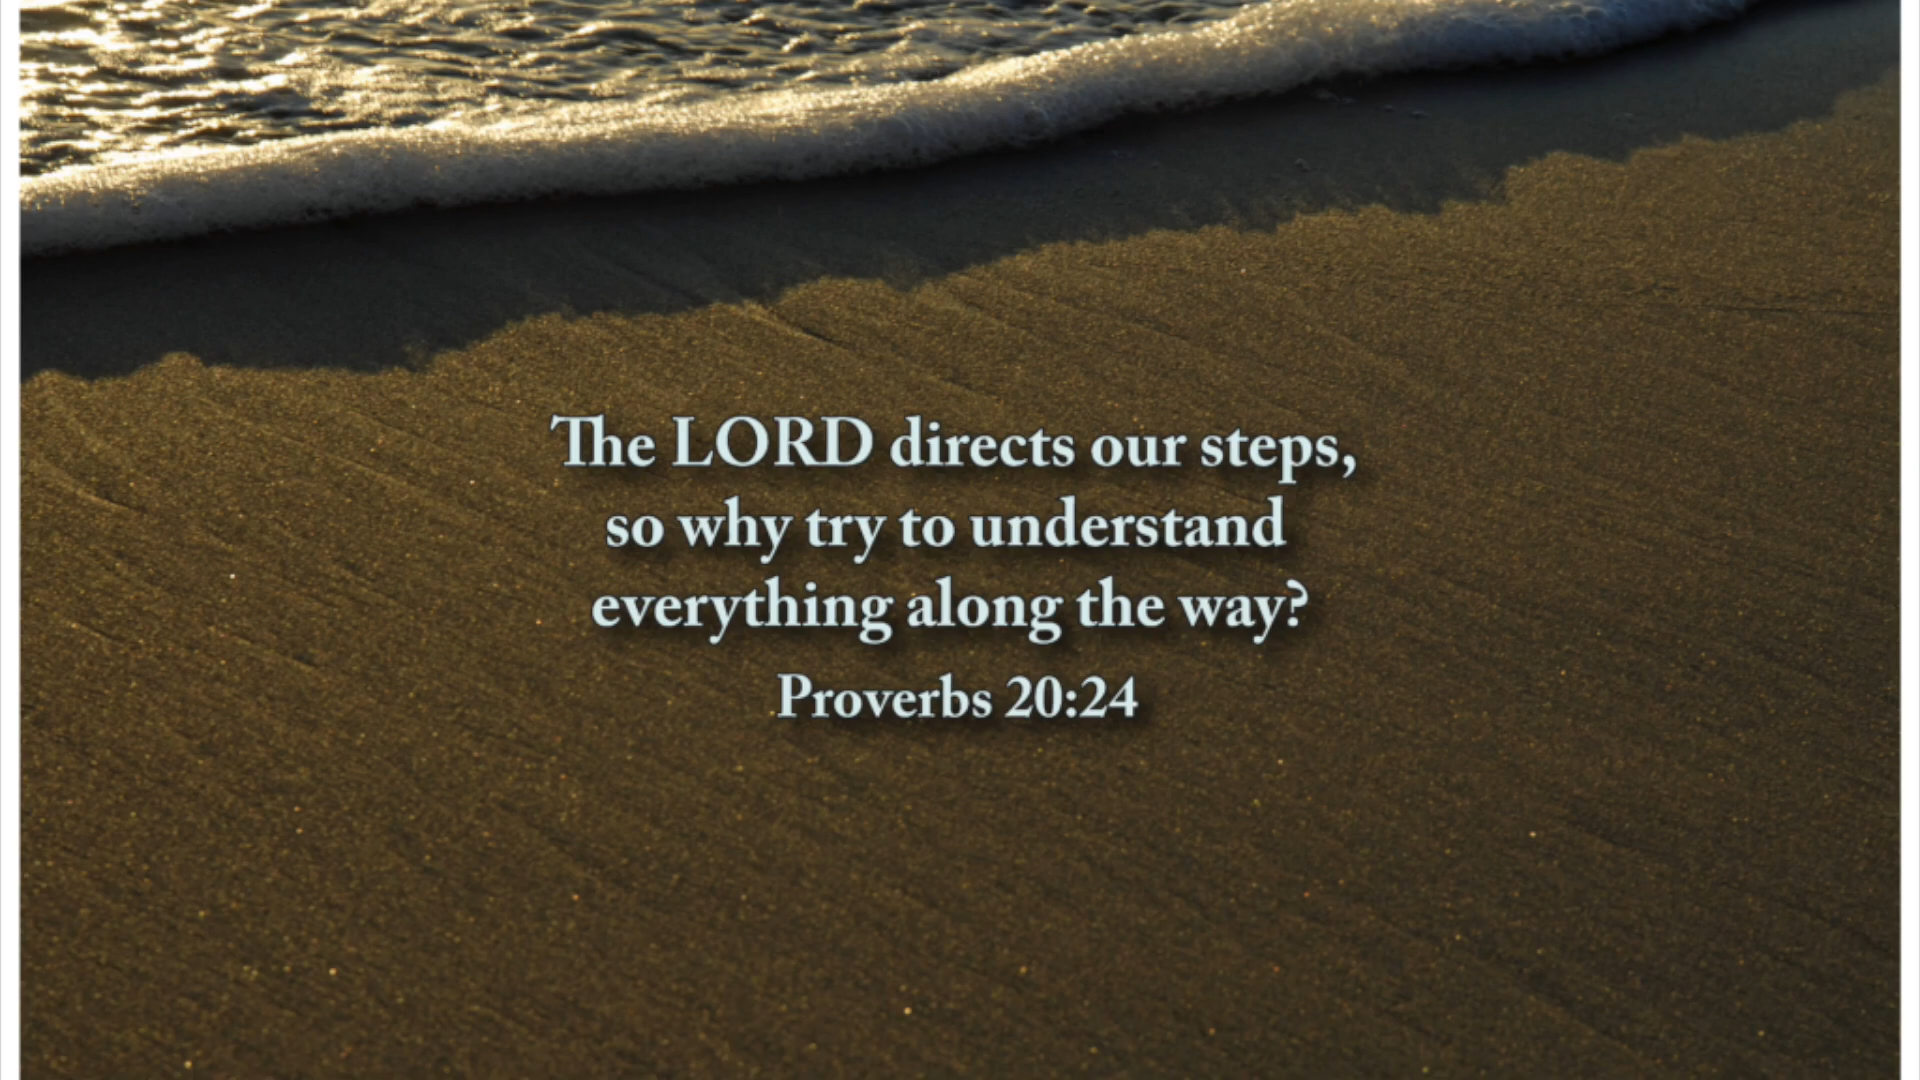 The LORD directs our steps,
so why try to understand
everything along the way?
Proverbs 20:24